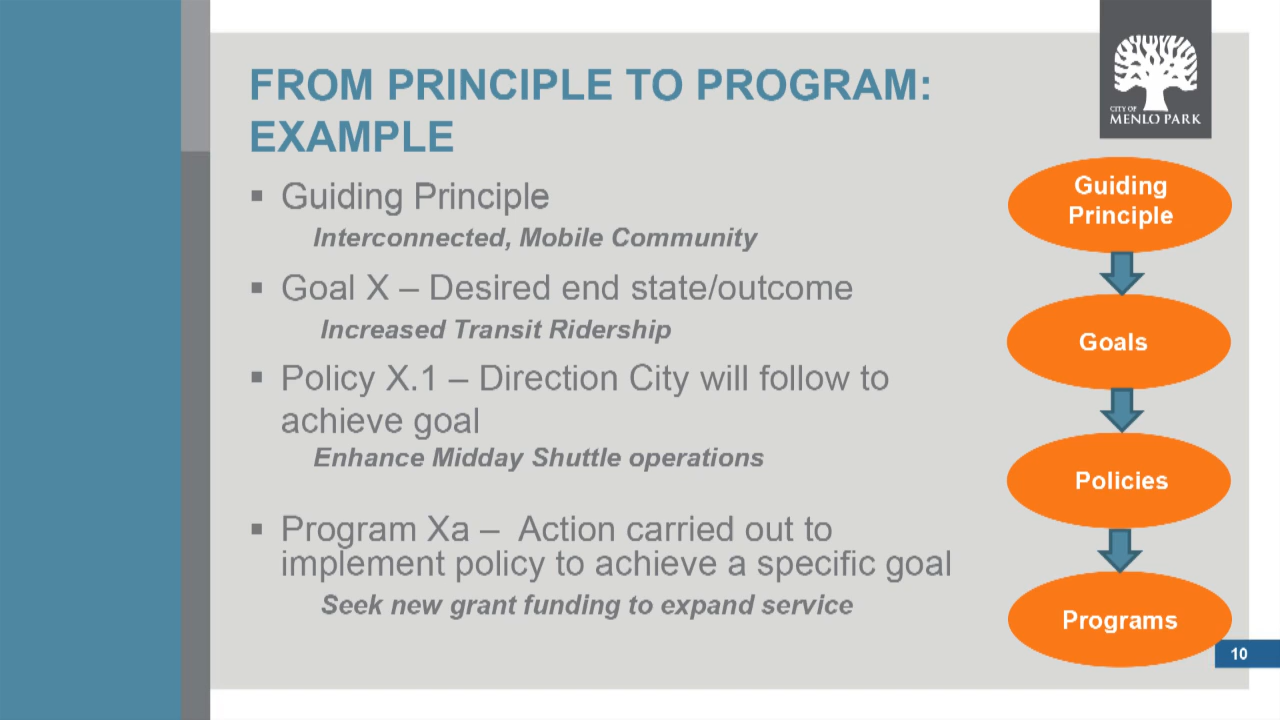 FROM PRINCIPLE TO PROGRAM:
EXAMPLE
CITY OF
MENLO PARK
▪ Guiding Principle
Interconnected, Mobile Community
▪ Goal X – Desired end state/outcome
Increased Transit Ridership
▪ Policy X.1 – Direction City will follow to
achieve goal
Enhance Midday Shuttle operations
▪ Program Xa – Action carried out to
implement policy to achieve a specific goal
Seek new grant funding to expand service
Guiding
Principle
Goals
Policies
Programs
10